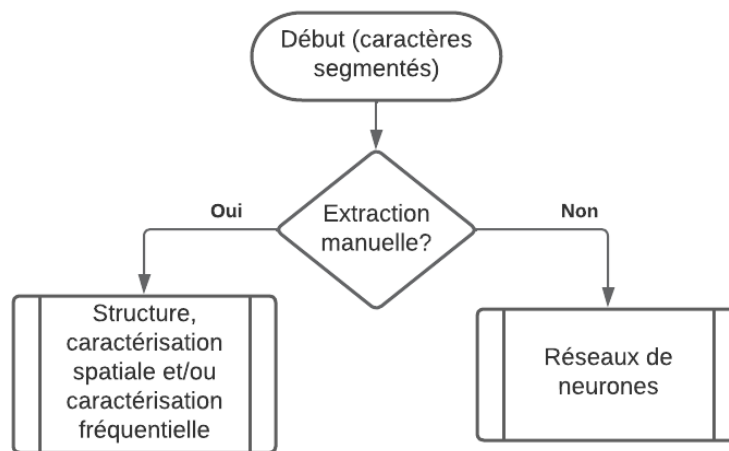 Début (caractères
segmentés)
Extraction
manuelle?
Oui
Non
Structure,
caractérisation
spatiale et/ou
caractérisation
fréquentielle
Réseaux de
neurones